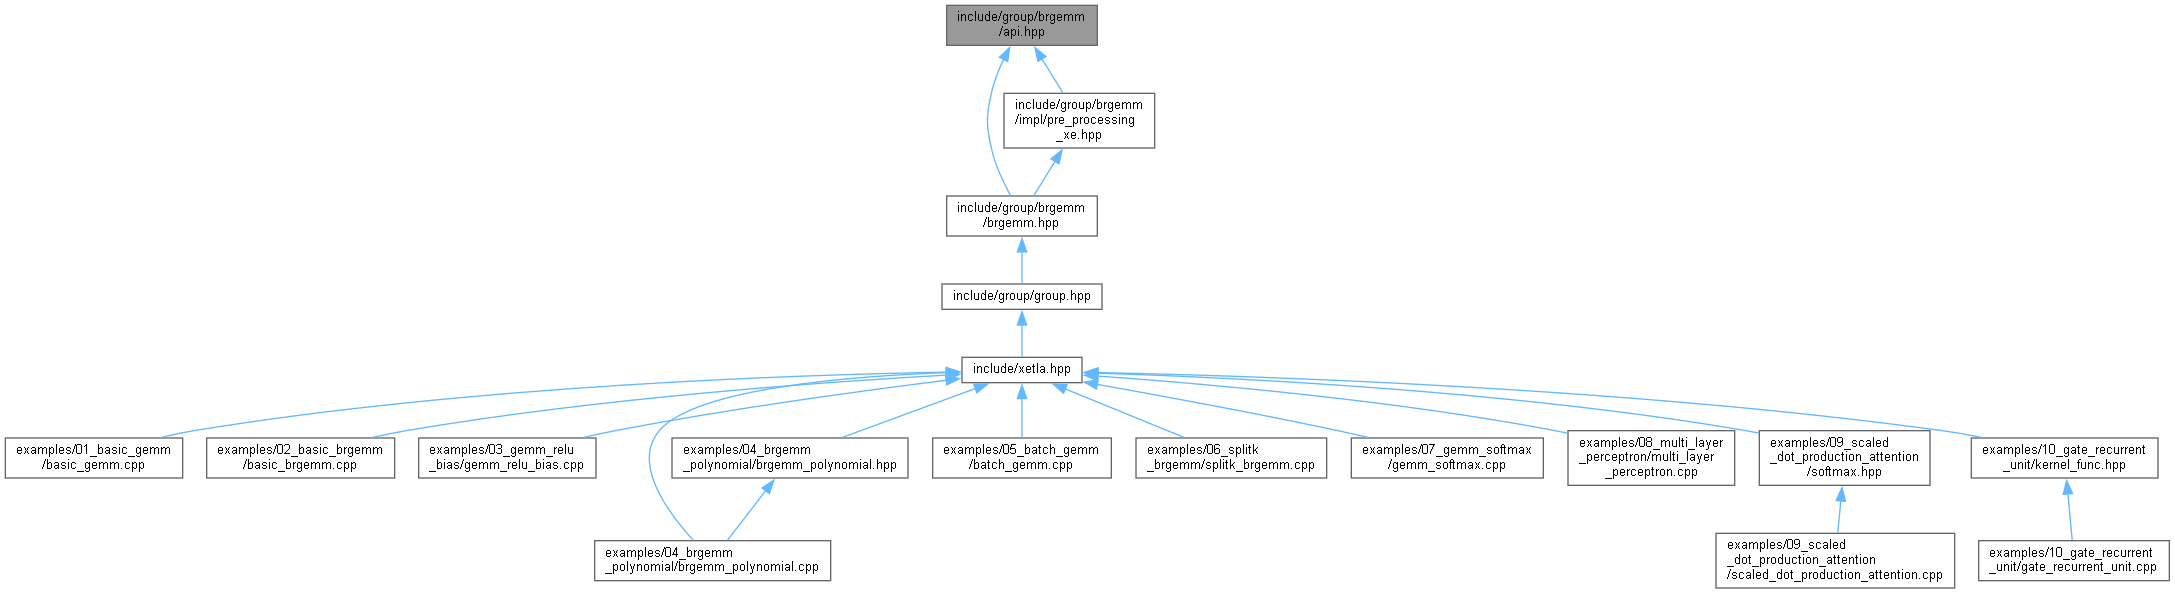 include/group/brgemm
/api.hpp
include/group/brgemm
/impl/pre_processing
_xe.hpp
include/group/brgemm
/brgemm.hpp
include/group/group.hpp
include/xetla.hpp
examples/01_basic_gemm
/basic_gemm.cpp
examples/02_basic_brgemm
/basic_brgemm.cpp
examples/03_gemm_relu
_bias/gemm_relu_bias.cpp
examples/04_brgemm
_polynomial/brgemm_polynomial.hpp
examples/05_batch_gemm
/batch_gemm.cpp
examples/06_splitk
_brgemm/splitk_brgemm.cpp
examples/07_gemm_softmax
/gemm_softmax.cpp
examples/08_multi_layer
_perceptron/multi_layer
_perceptron.cpp
examples/09_scaled
_dot_production_attention
/softmax.hpp
examples/10_gate_recurrent
_unit/kernel_func.hpp
examples/04_brgemm
_polynomial/brgemm_polynomial.cpp
examples/09_scaled
_dot_production_attention
/scaled_dot_production_attention.cpp
examples/10_gate_recurrent
_unit/gate_recurrent_unit.cpp